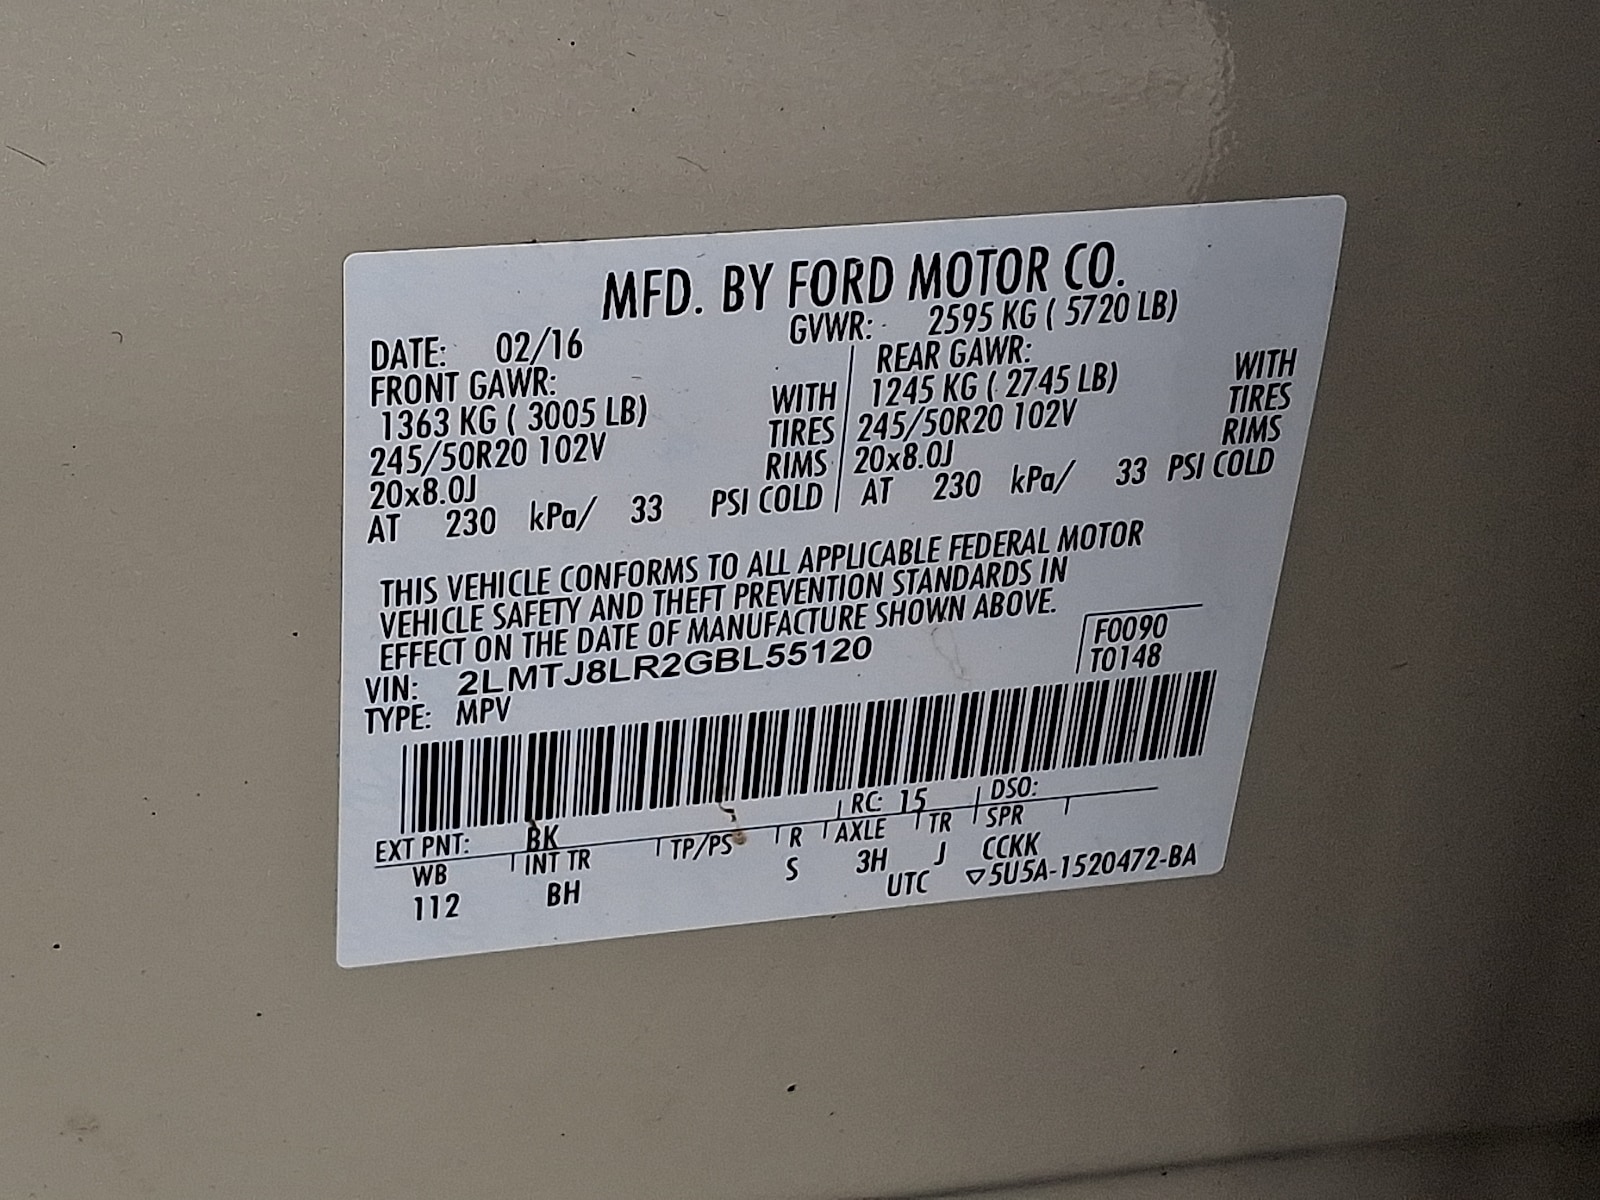 MFD. BY FORD MOTOR CO.
DATE: 02/16 GVWR: 2595 KG ( 5720 LB)
FRONT GAWR: REAR GAWR:
1363 KG ( 3005 LB) WITH 1245 KG ( 2745 LB) WITH
245/50R20 102V TIRES 245/50R20 102V TIRES
20x8.0J RIMS 20x8.0J RIMS
AT 230 kPa/ 33 PSI COLD AT 230 kPa/ 33 PSI COLD
THIS VEHICLE CONFORMS TO ALL APPLICABLE FEDERAL MOTOR
VEHICLE SAFETY AND THEFT PREVENTION STANDARDS IN
EFFECT ON THE DATE OF MANUFACTURE SHOWN ABOVE.
VIN: 2LMTJ8LR2GBL55120 F0090
TYPE: MPV T0148
EXT PNT: BK RC: 15 DSO:
WB INT TR TP/PS R AXLE TR SPR
112 BH S 3H J CCKK
UTC ▽5U5A-1520472-BA